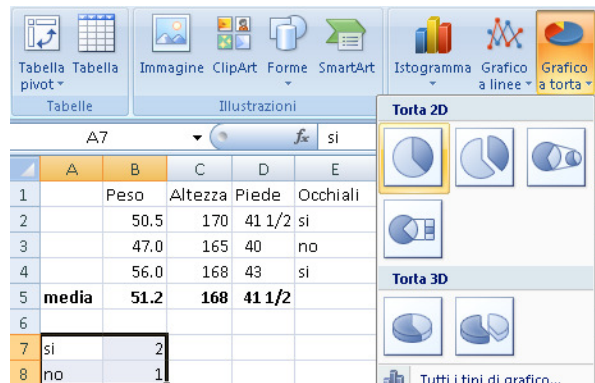 Tabella Tabella Immagine ClipArt Forme SmartArt Istogramma Grafico Grafico
pivot a linee a torta
Tabelle Illustrazioni
Torta 2D
A7 fx si
A B C D E
1 Peso Altezza Piede Occhiali
2 50.5 170 41 1/2 si
3 47.0 165 40 no
4 56.0 168 43 si
5 media 51.2 168 41 1/2
6
7 si 2
8 no 1
Torta 3D
Tutti i tipi di grafico...